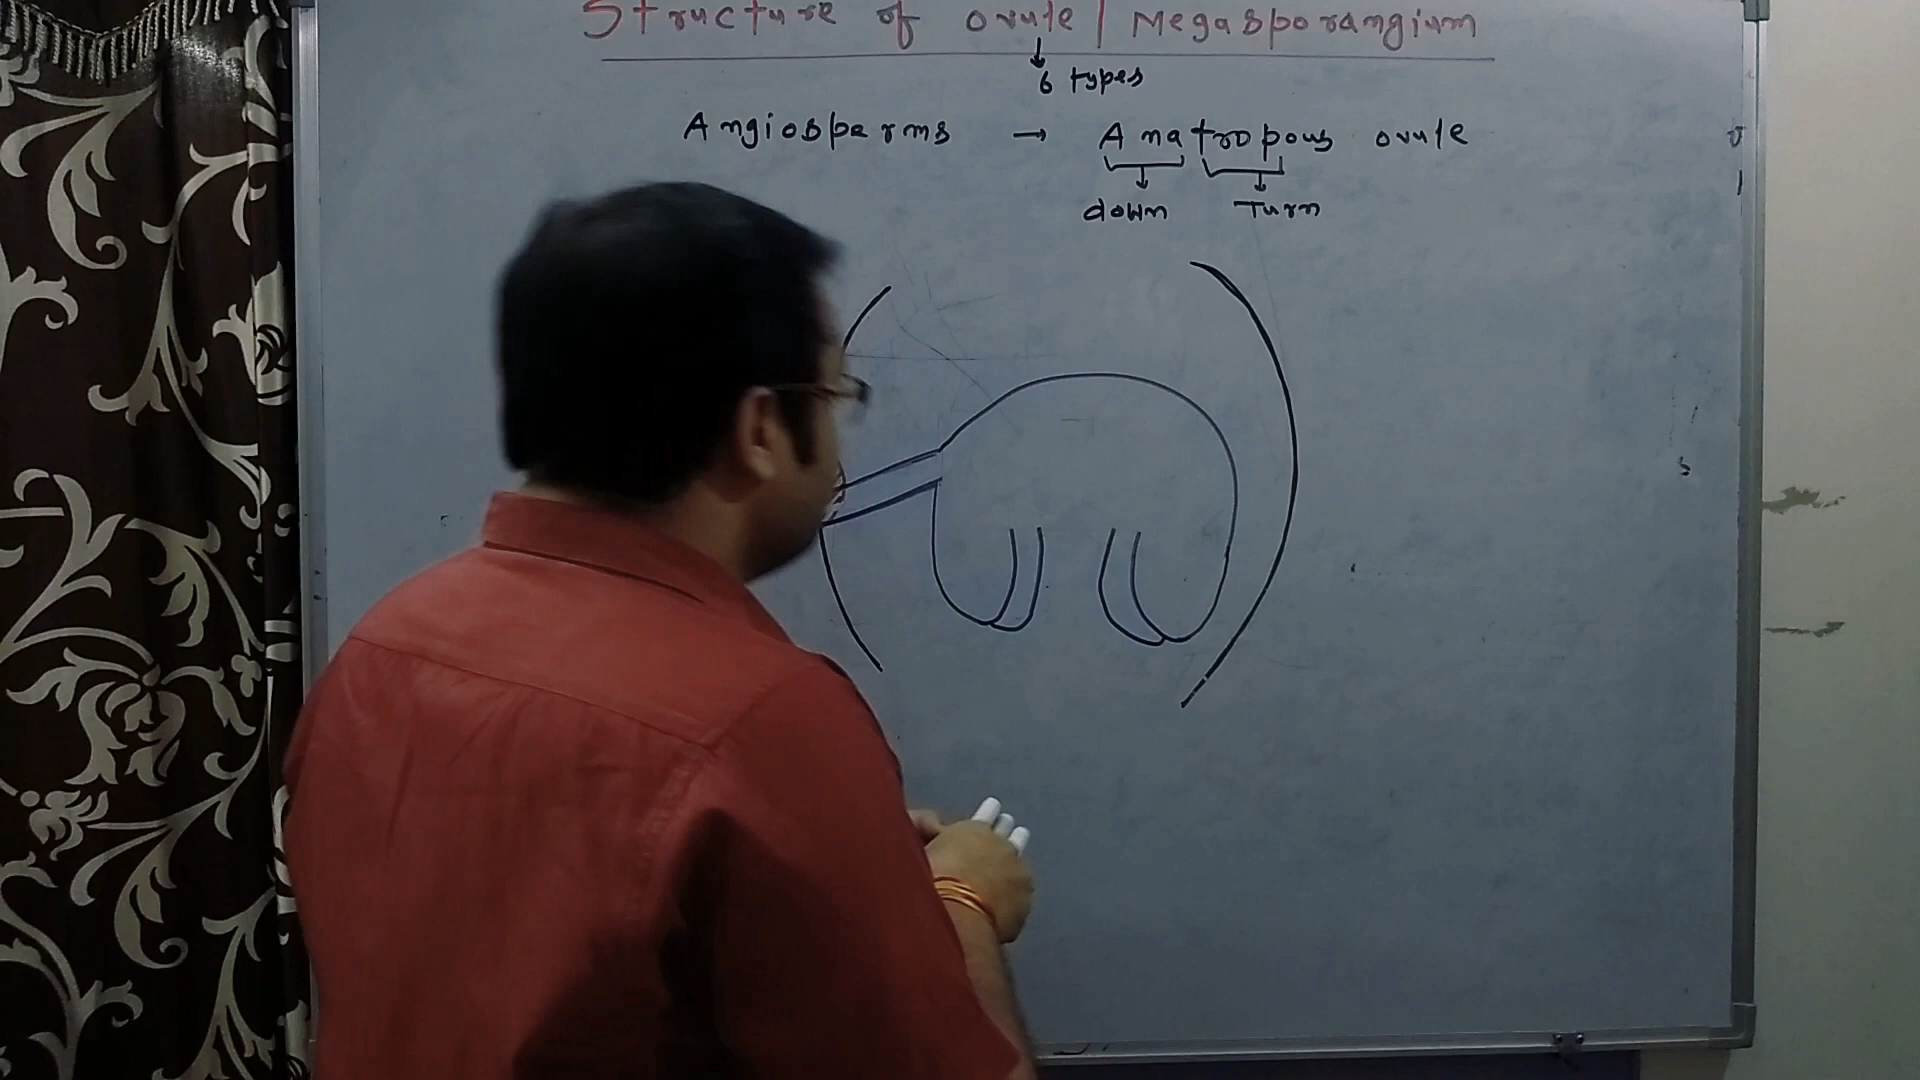 Structure of ovule | Megasporangium
6 types
Angiosperms → Anatropous ovule
down Turn